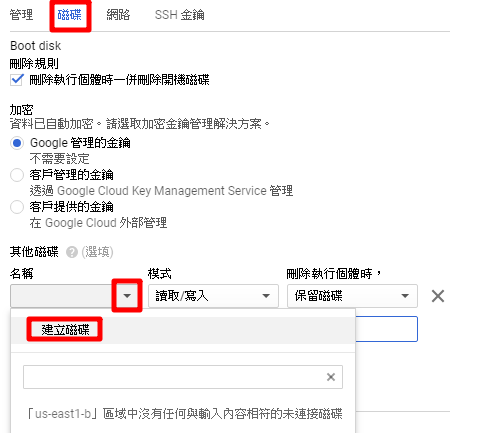 管理 磁碟 網路 SSH 金鑰
Boot disk
刪除規則
刪除執行個體時一併刪除開機磁碟
加密
資料已自動加密。請選取加密金鑰管理解決方案。
Google 管理的金鑰
不需要設定
客戶管理的金鑰
透過 Google Cloud Key Management Service 管理
客戶提供的金鑰
在 Google Cloud 外部管理
其他磁碟 ? (選填)
名稱 模式 刪除執行個體時，
讀取/寫入 保留磁碟
建立磁碟
「us-east1-b」區域中沒有任何與輸入內容相符的未連接磁碟